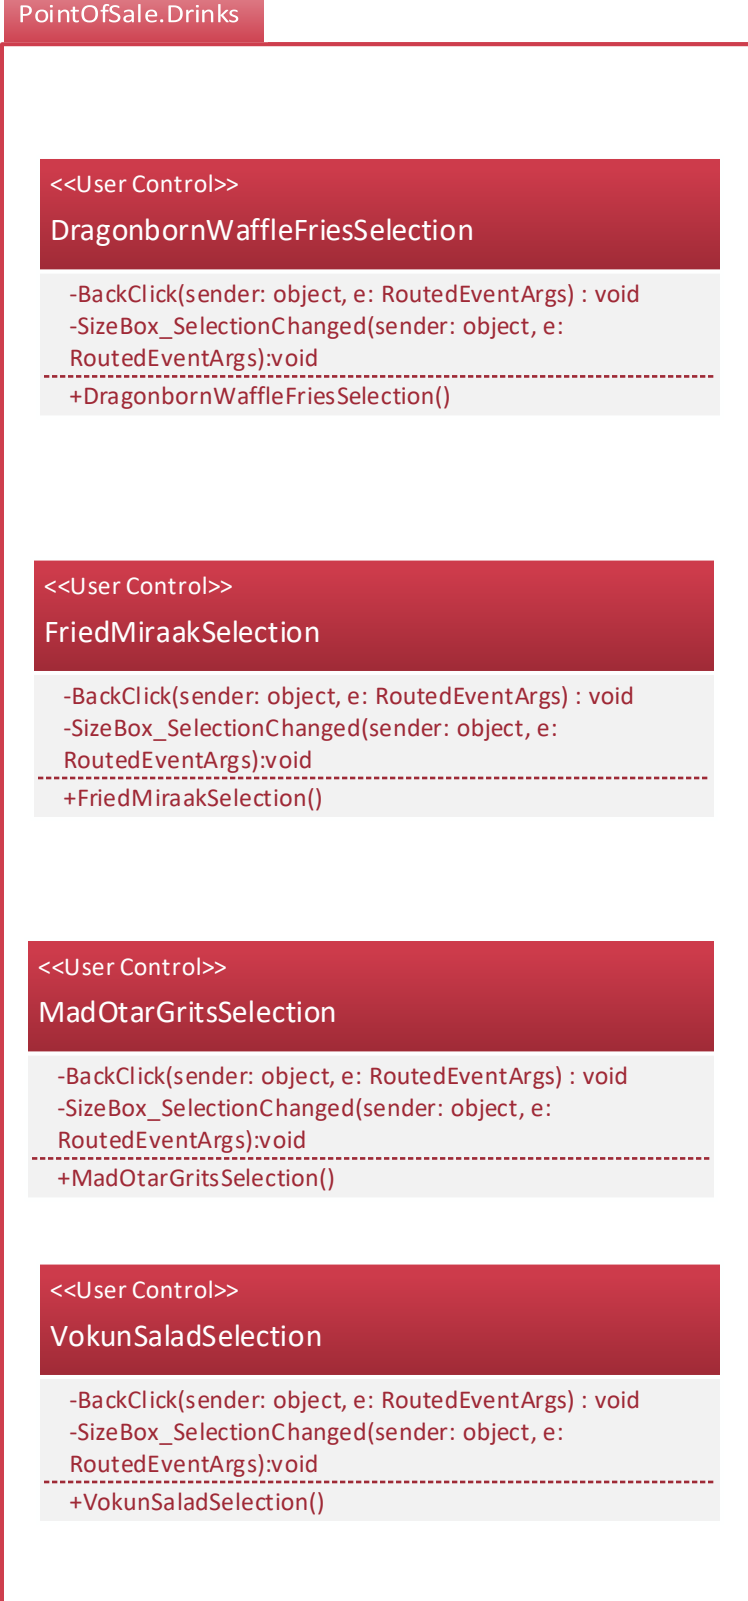 PointOfSale.Drinks
<<User Control>>
DragonbornWaffleFriesSelection
-BackClick(sender: object, e: RoutedEventArgs) : void
-SizeBox_SelectionChanged(sender: object, e:
RoutedEventArgs):void
+DragonbornWaffleFriesSelection()
<<User Control>>
FriedMiraakSelection
-BackClick(sender: object, e: RoutedEventArgs) : void
-SizeBox_SelectionChanged(sender: object, e:
RoutedEventArgs):void
+FriedMiraakSelection()
<<User Control>>
MadOtarGritsSelection
-BackClick(sender: object, e: RoutedEventArgs) : void
-SizeBox_SelectionChanged(sender: object, e:
RoutedEventArgs):void
+MadOtarGritsSelection()
<<User Control>>
VokunSaladSelection
-BackClick(sender: object, e: RoutedEventArgs) : void
-SizeBox_SelectionChanged(sender: object, e:
RoutedEventArgs):void
+VokunSaladSelection()